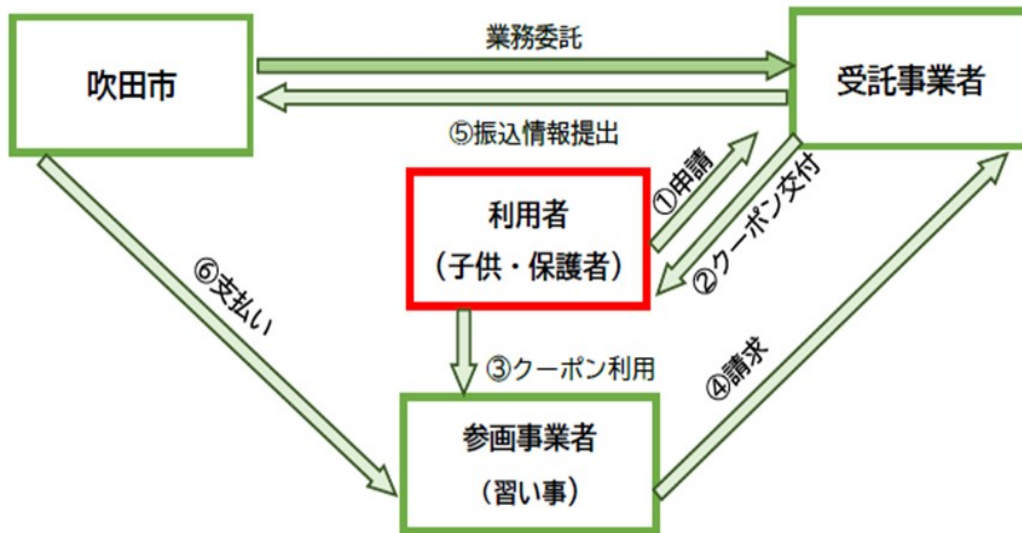 業務委託
吹田市
受託事業者
⑤振込情報提出
①申請
②クーポン交付
利用者
（子供・保護者）
⑥支払い
③クーポン利用
④請求
参画事業者
（習い事）